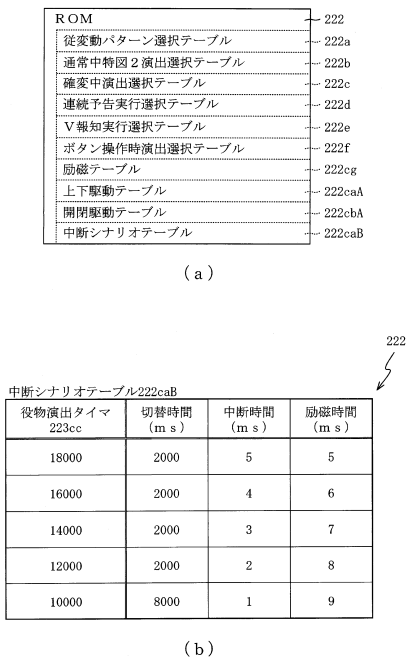 ROM 222
従変動パターン選択テーブル 222a
通常中特図2演出選択テーブル 222b
確変中演出選択テーブル 222c
連続予告実行選択テーブル 222d
V報知実行選択テーブル 222e
ボタン操作時演出選択テーブル 222f
励磁テーブル 222cg
上下駆動テーブル 222caA
開閉駆動テーブル 222cbA
中断シナリオテーブル 222caB
(a)
222
中断シナリオテーブル222caB
役物演出タイマ 223cc 切替時間 (ms) 中断時間 (ms) 励磁時間 (ms)
18000 2000 5 5
16000 2000 4 6
14000 2000 3 7
12000 2000 2 8
10000 8000 1 9
(b)